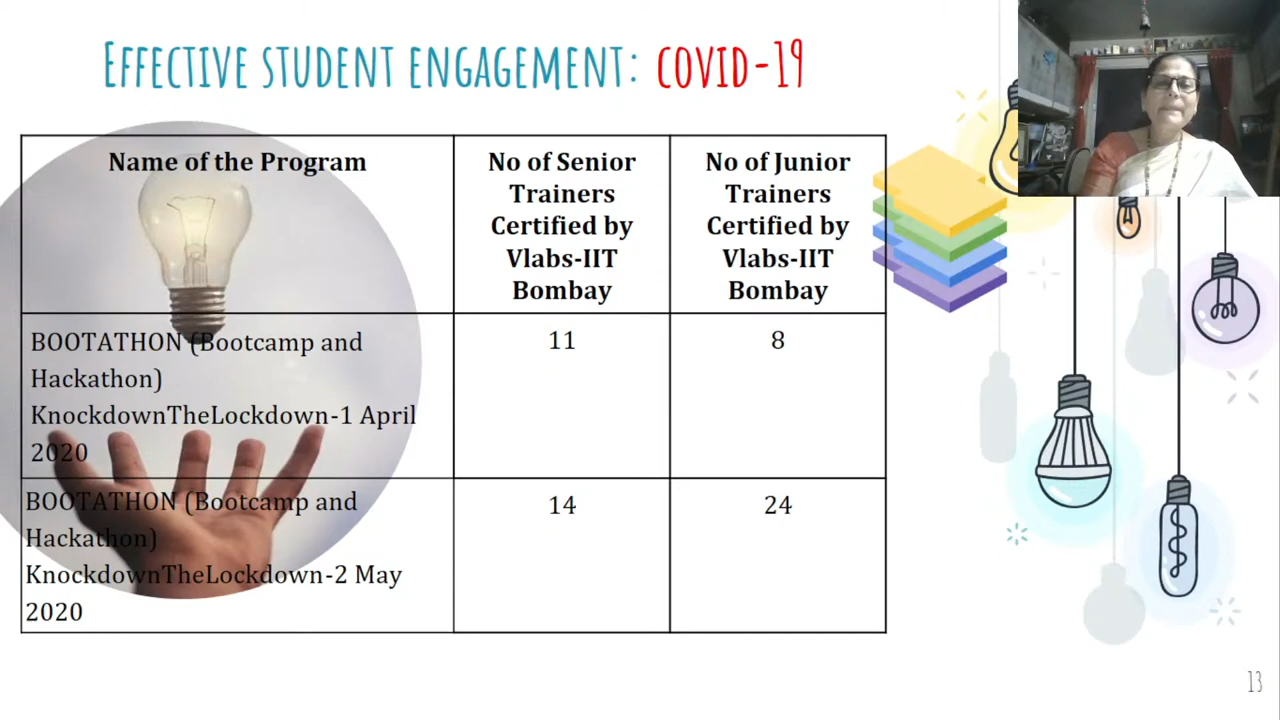 Effective student engagement: covid-19
Name of the Program
No of Senior
Trainers
Certified by
Vlabs-IIT
Bombay
No of Junior
Trainers
Certified by
Vlabs-IIT
Bombay
BOOTATHON (Bootcamp and
Hackathon)
KnockdownTheLockdown-1 April
2020
11
8
BOOTATHON (Bootcamp and
Hackathon)
KnockdownTheLockdown-2 May
2020
14
24
13